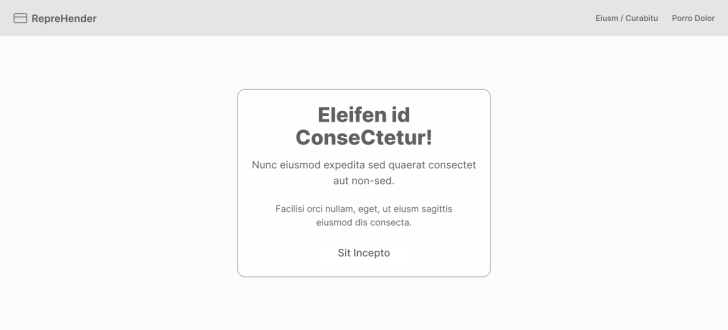 RepreHender
Eiusm / Curabitu
Porro Dolor
Eleifen id
ConseCtetur!
Nunc eiusmod expedita sed quaerat consectet
aut non-sed.
Facilisi orci nullam, eget, ut eiusm sagittis
eiusmod dis consecta.
Sit Incepto